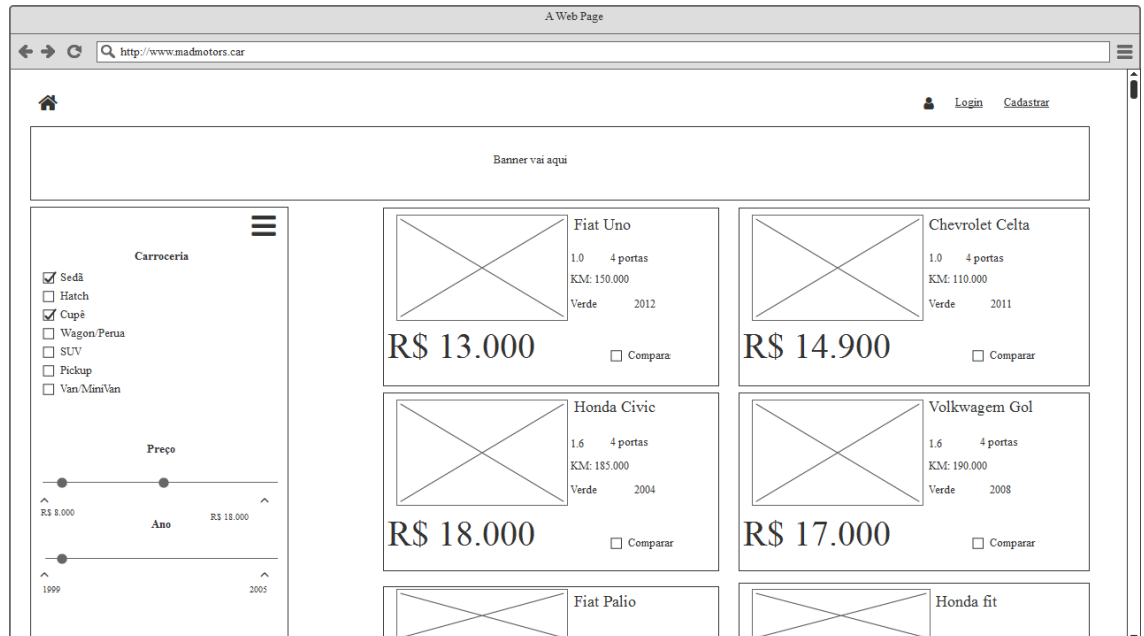 A Web Page
http://www.madmotors.car
Login Cadastrar
Banner vai aqui
Carroceria
Sedã
Hatch
Cupê
Wagon/Perua
SUV
Pickup
Van/MiniVan
Preço
R$ 8.000
R$ 18.000
Ano
1999
2005
Fiat Uno
1.0 4 portas
KM: 150.000
Verde 2012
R$ 13.000
Compara
Chevrolet Celta
1.0 4 portas
KM: 110.000
Verde 2011
R$ 14.900
Comparar
Honda Civic
1.6 4 portas
KM: 185.000
Verde 2004
R$ 18.000
Comparar
Volkwagem Gol
1.6 4 portas
KM: 190.000
Verde 2008
R$ 17.000
Comparar
Fiat Palio
Honda fit